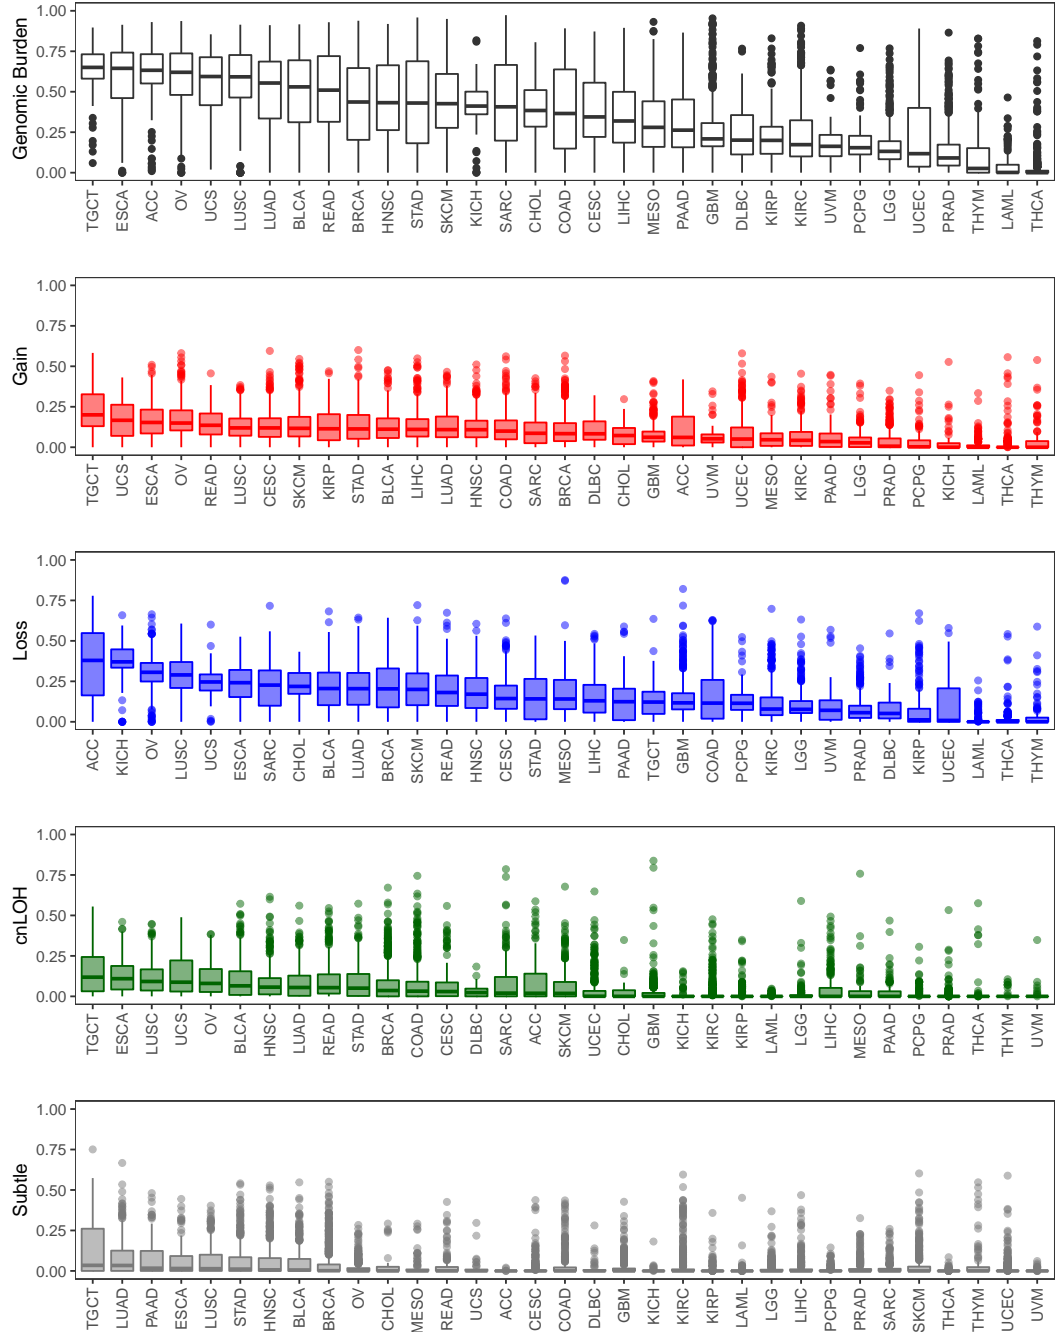 Genomic Burden
1.00
0.75
0.50
0.25
0.00
TGCT ESCA ACC OV UCS LUSC LUAD BLCA READ BRCA HNSC STAD SKCM KICH SARC CHOL COAD CESC LIHC MESO PAAD GBM DLBC KIRP KIRC UVM PCPG LGG UCEC PRAD THYM LAML THCA
Gain
1.00
0.75
0.50
0.25
0.00
TGCT UCS ESCA OV READ LUSC CESC SKCM KIRP STAD BLCA LIHC LUAD HNSC COAD SARC BRCA DLBC CHOL GBM ACC UVM UCEC MESO KIRC PAAD LGG PRAD PCPG KICH LAML THCA THYM
Loss
1.00
0.75
0.50
0.25
0.00
ACC KICH OV LUSC UCS ESCA SARC CHOL BLCA LUAD BRCA SKCM READ HNSC CESC STAD MESO LIHC PAAD TGCT GBM COAD PCPG KIRC LGG UVM PRAD DLBC KIRP UCEC LAML THCA THYM
cnLOH
1.00
0.75
0.50
0.25
0.00
TGCT ESCA LUSC UCS OV BLCA HNSC LUAD READ STAD BRCA COAD CESC DLBC SARC ACC SKCM UCEC CHOL GBM KICH KIRC KIRP LAML LGG LIHC MESO PAAD PCPG PRAD THCA THYM UVM
Subtle
1.00
0.75
0.50
0.25
0.00
TGCT LUAD PAAD ESCA LUSC STAD HNSC BLCA BRCA OV CHOL MESO READ UCS ACC CESC COAD DLBC GBM KICH KIRC KIRP LAML LGG LIHC PCPG PRAD SARC SKCM THCA THYM UCEC UVM